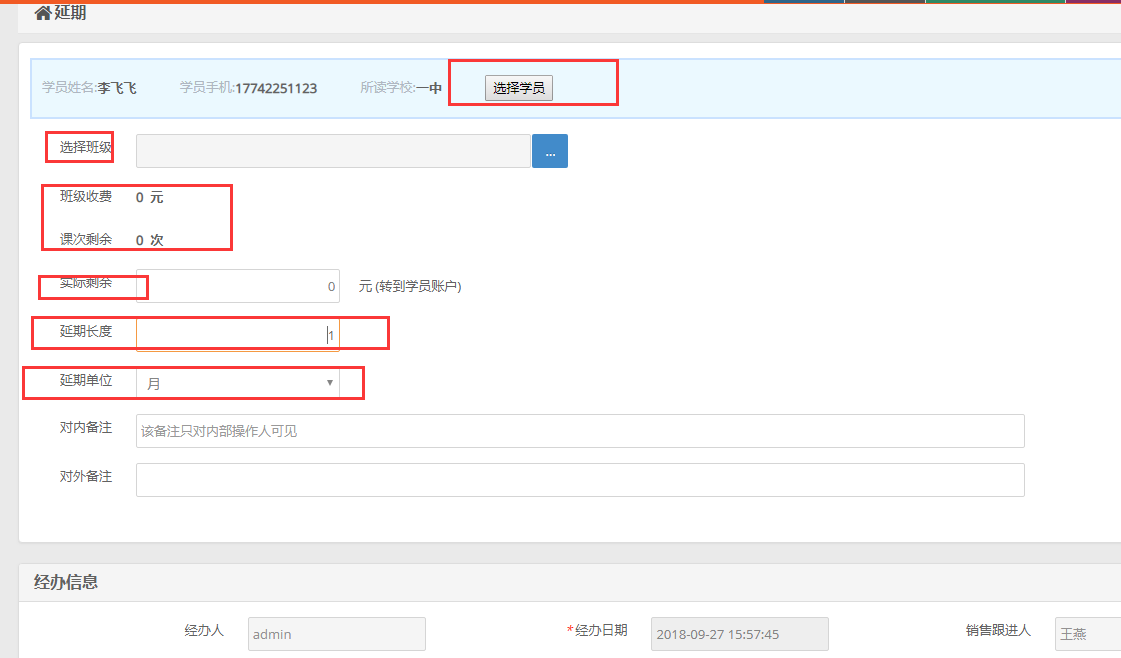 延期
学员姓名:李飞飞 学员手机:17742251123 所读学校:一中 选择学员
选择班级 ...
班级收费 0 元
课次剩余 0 次
实际剩余 0 元 (转到学员账户)
延期长度 1
延期单位 月
对内备注 该备注只对内部操作人可见
对外备注
经办信息
经办人 admin *经办日期 2018-09-27 15:57:45 销售跟进人 王燕